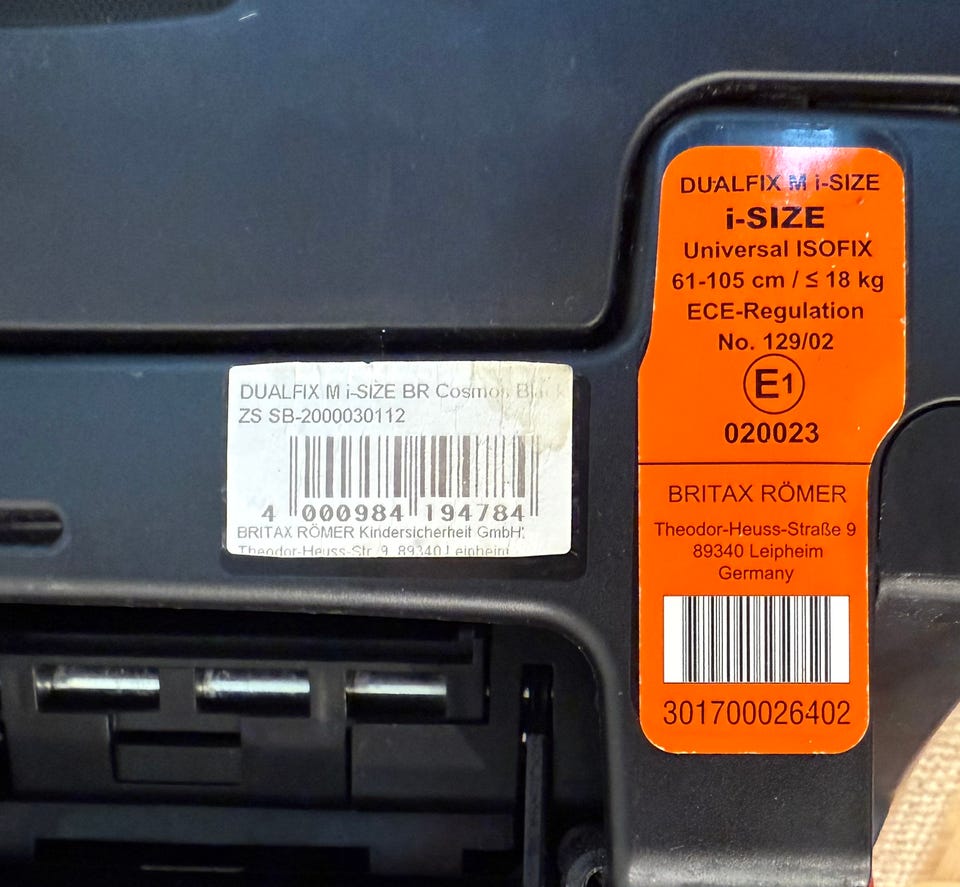 DUALFIX M i-SIZE BR Cosmos Black
ZS SB-2000030112
4 000984 194784
BRITAX RÖMER Kindersicherheit GmbH;
Theodor-Heuss-Str. 9, 89340 Leipheim
DUALFIX M i-SIZE
i-SIZE
Universal ISOFIX
61-105 cm / ≤ 18 kg
ECE-Regulation
No. 129/02
E1
020023
BRITAX RÖMER
Theodor-Heuss-Straße 9
89340 Leipheim
Germany
301700026402